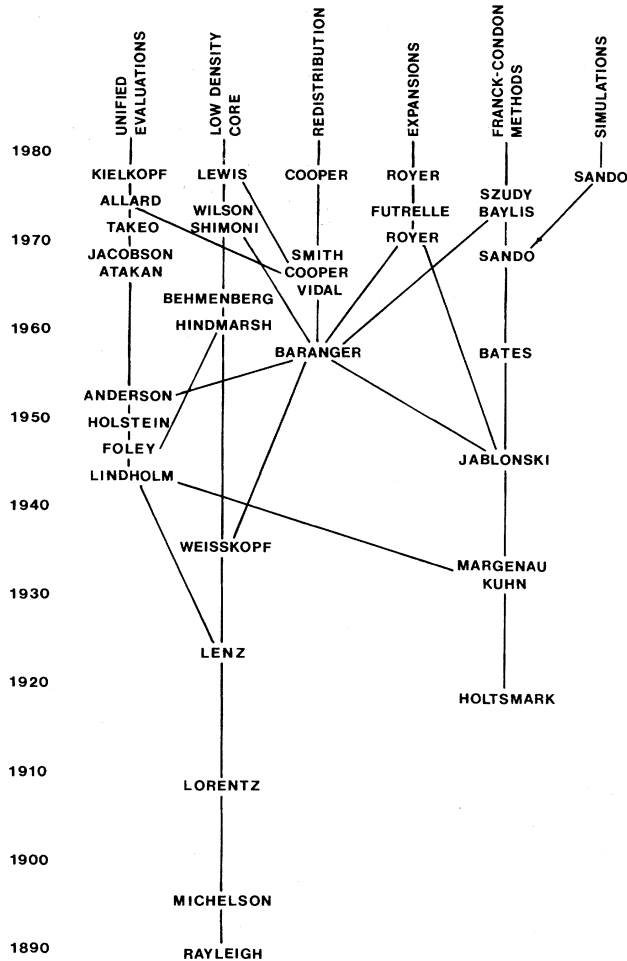 UNIFIED
EVALUATIONS
LOW DENSITY
CORE
REDISTRIBUTION
EXPANSIONS
FRANCK-CONDON
METHODS
SIMULATIONS
1980
KIELKOPF
LEWIS
COOPER
ROYER
SANDO
ALLARD
SZUDY
BAYLIS
WILSON
SHIMONI
FUTRELLE
TAKEO
ROYER
1970
JACOBSON
ATAKAN
SMITH
COOPER
VIDAL
SANDO
BEHMENBERG
HINDMARSH
1960
BARANGER
BATES
ANDERSON
1950
HOLSTEIN
FOLEY
JABLONSKI
LINDHOLM
1940
WEISSKOPF
MARGENAU
KUHN
1930
LENZ
1920
HOLTSMARK
1910
LORENTZ
1900
MICHELSON
1890
RAYLEIGH